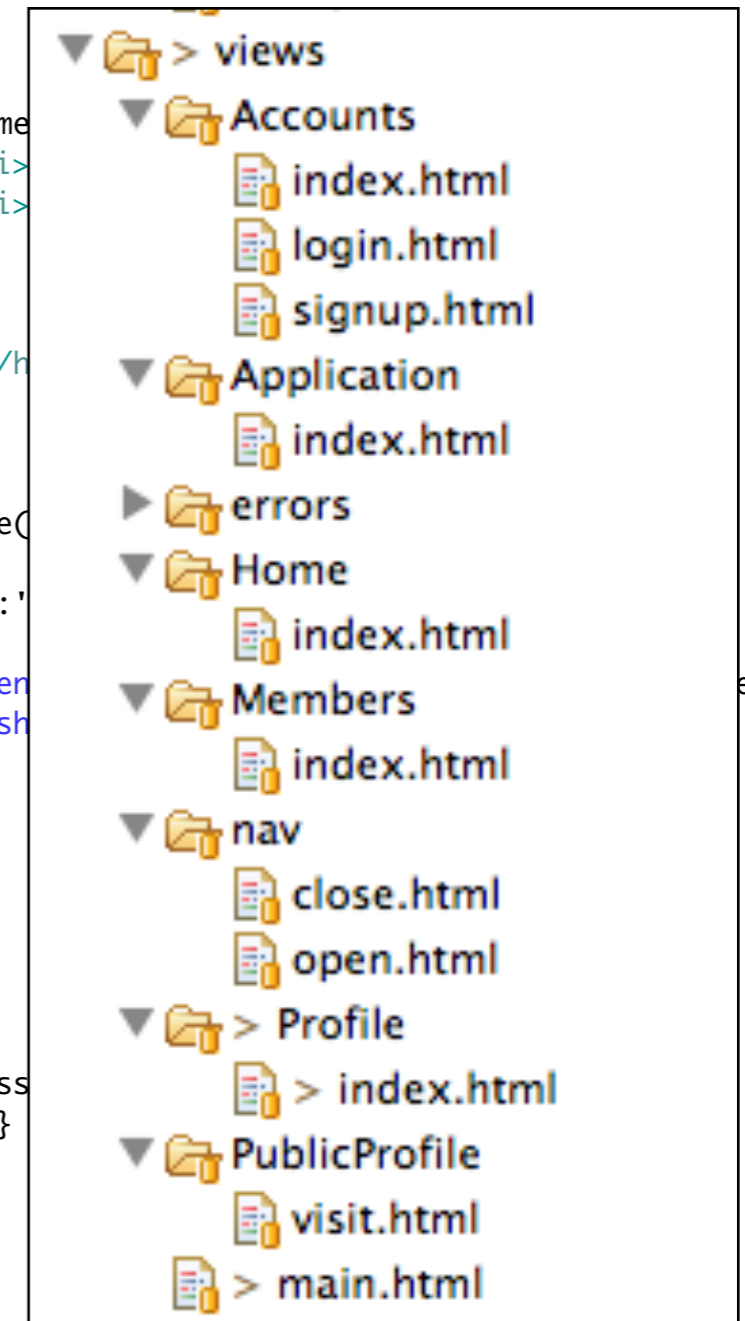 > views
Accounts
index.html
login.html
signup.html
Application
index.html
errors
Home
index.html
Members
index.html
nav
close.html
open.html
> Profile
> index.html
PublicProfile
visit.html
> main.html